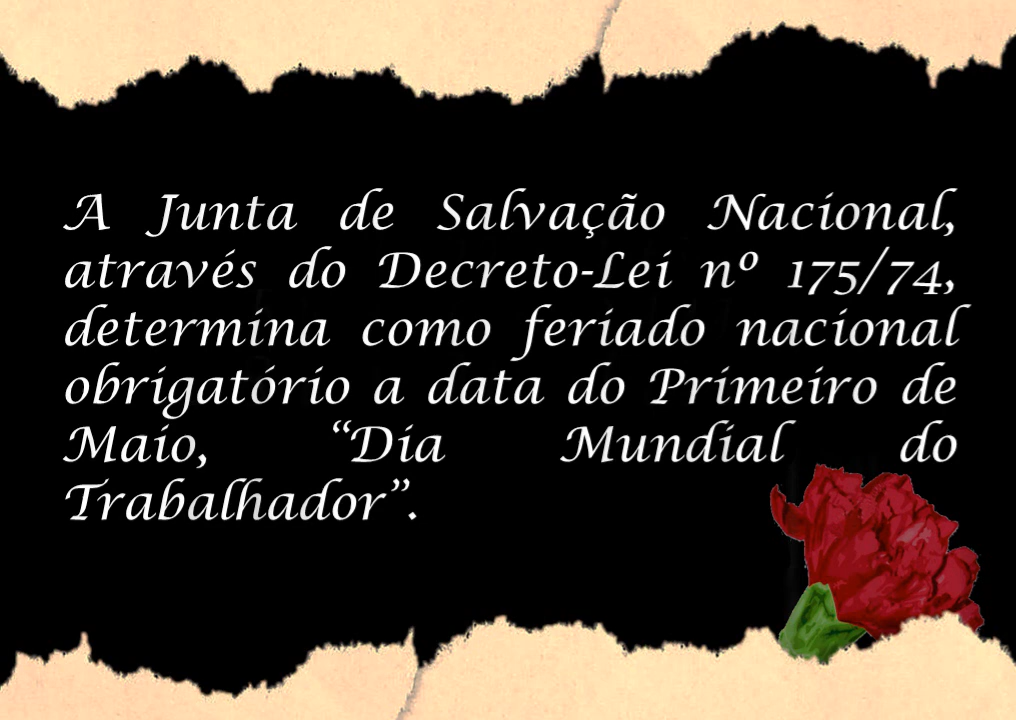 A Junta de Salvação Nacional,
através do Decreto-Lei nº 175/74,
determina como feriado nacional
obrigatório a data do Primeiro de
Maio, “Dia Mundial do
Trabalhador”.